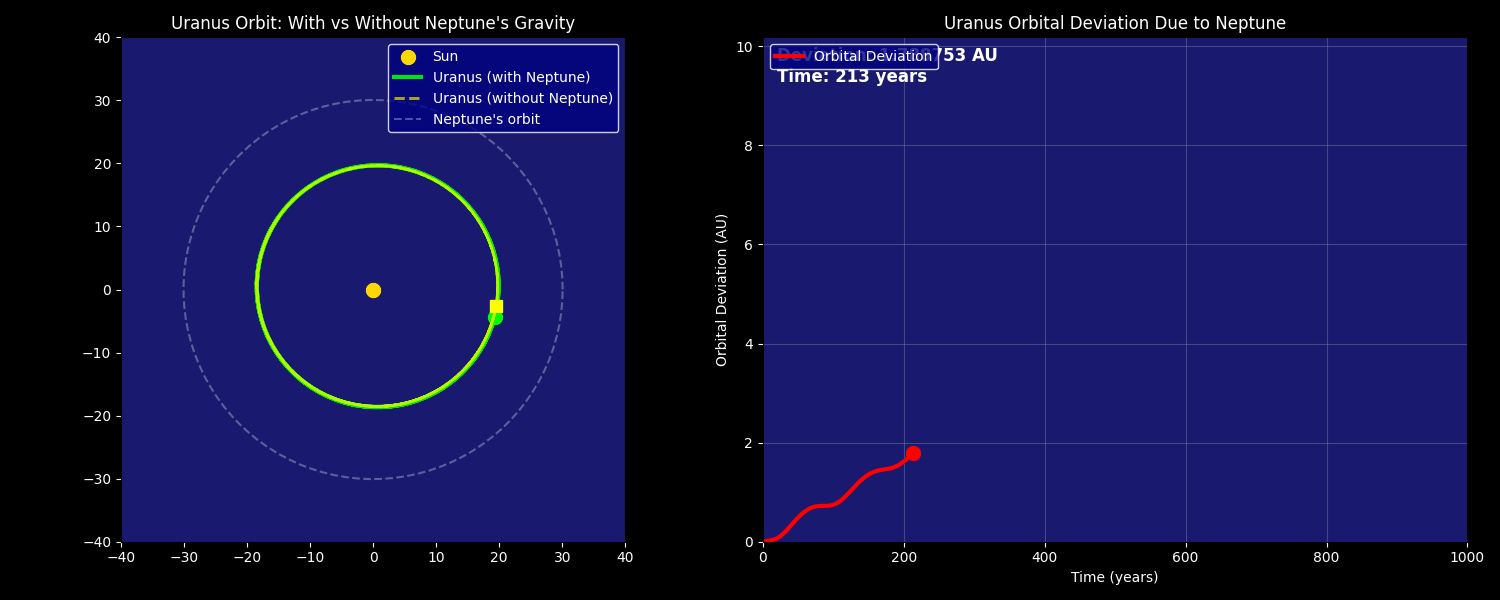 Uranus Orbit: With vs Without Neptune's Gravity
40
30
20
10
0
−10
−20
−30
−40
−40 −30 −20 −10 0 10 20 30 40
Sun
Uranus (with Neptune)
Uranus (without Neptune)
Neptune's orbit
Uranus Orbital Deviation Due to Neptune
Orbital Deviation (AU)
10
8
6
4
2
0
0 200 400 600 800 1000
Time (years)
Orbital Deviation
Deviation: AU
Time: 213 years